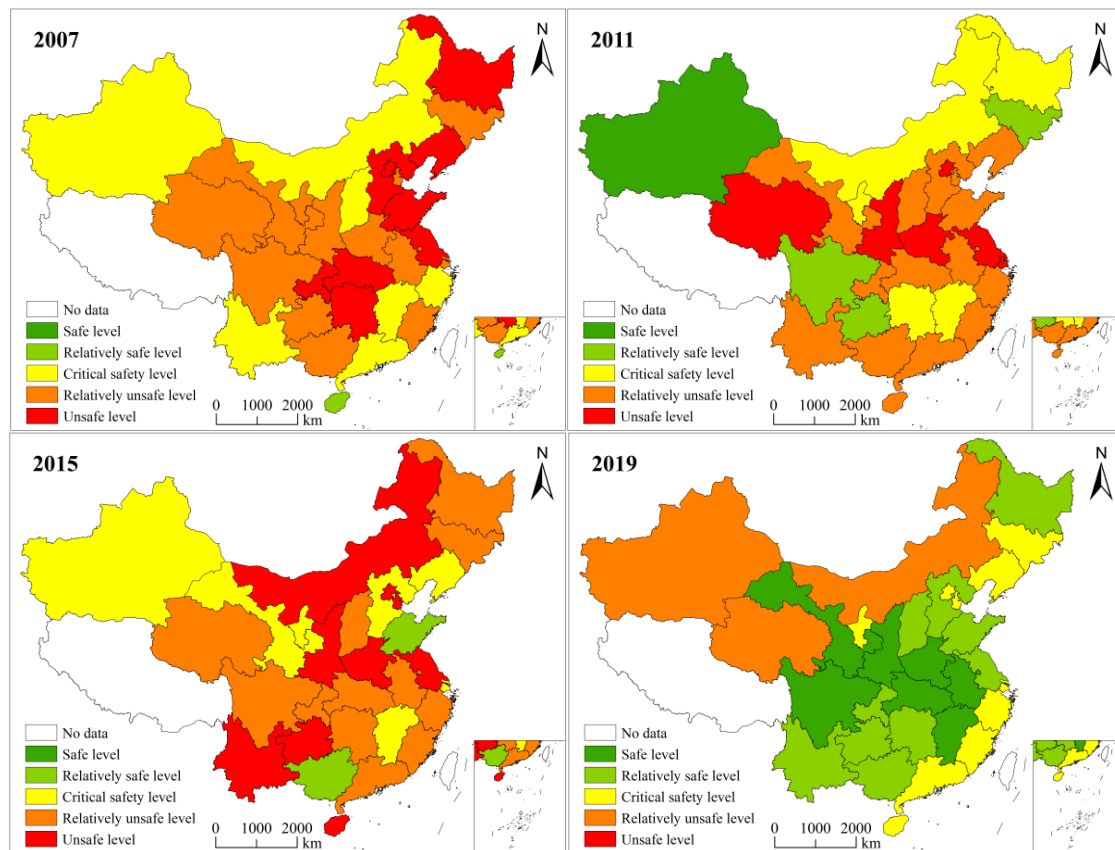 2007
N
No data
Safe level
Relatively safe level
Critical safety level
Relatively unsafe level
Unsafe level
0 1000 2000
km
2011
N
No data
Safe level
Relatively safe level
Critical safety level
Relatively unsafe level
Unsafe level
0 1000 2000
km
2015
N
No data
Safe level
Relatively safe level
Critical safety level
Relatively unsafe level
Unsafe level
0 1000 2000
km
2019
N
No data
Safe level
Relatively safe level
Critical safety level
Relatively unsafe level
Unsafe level
0 1000 2000
km